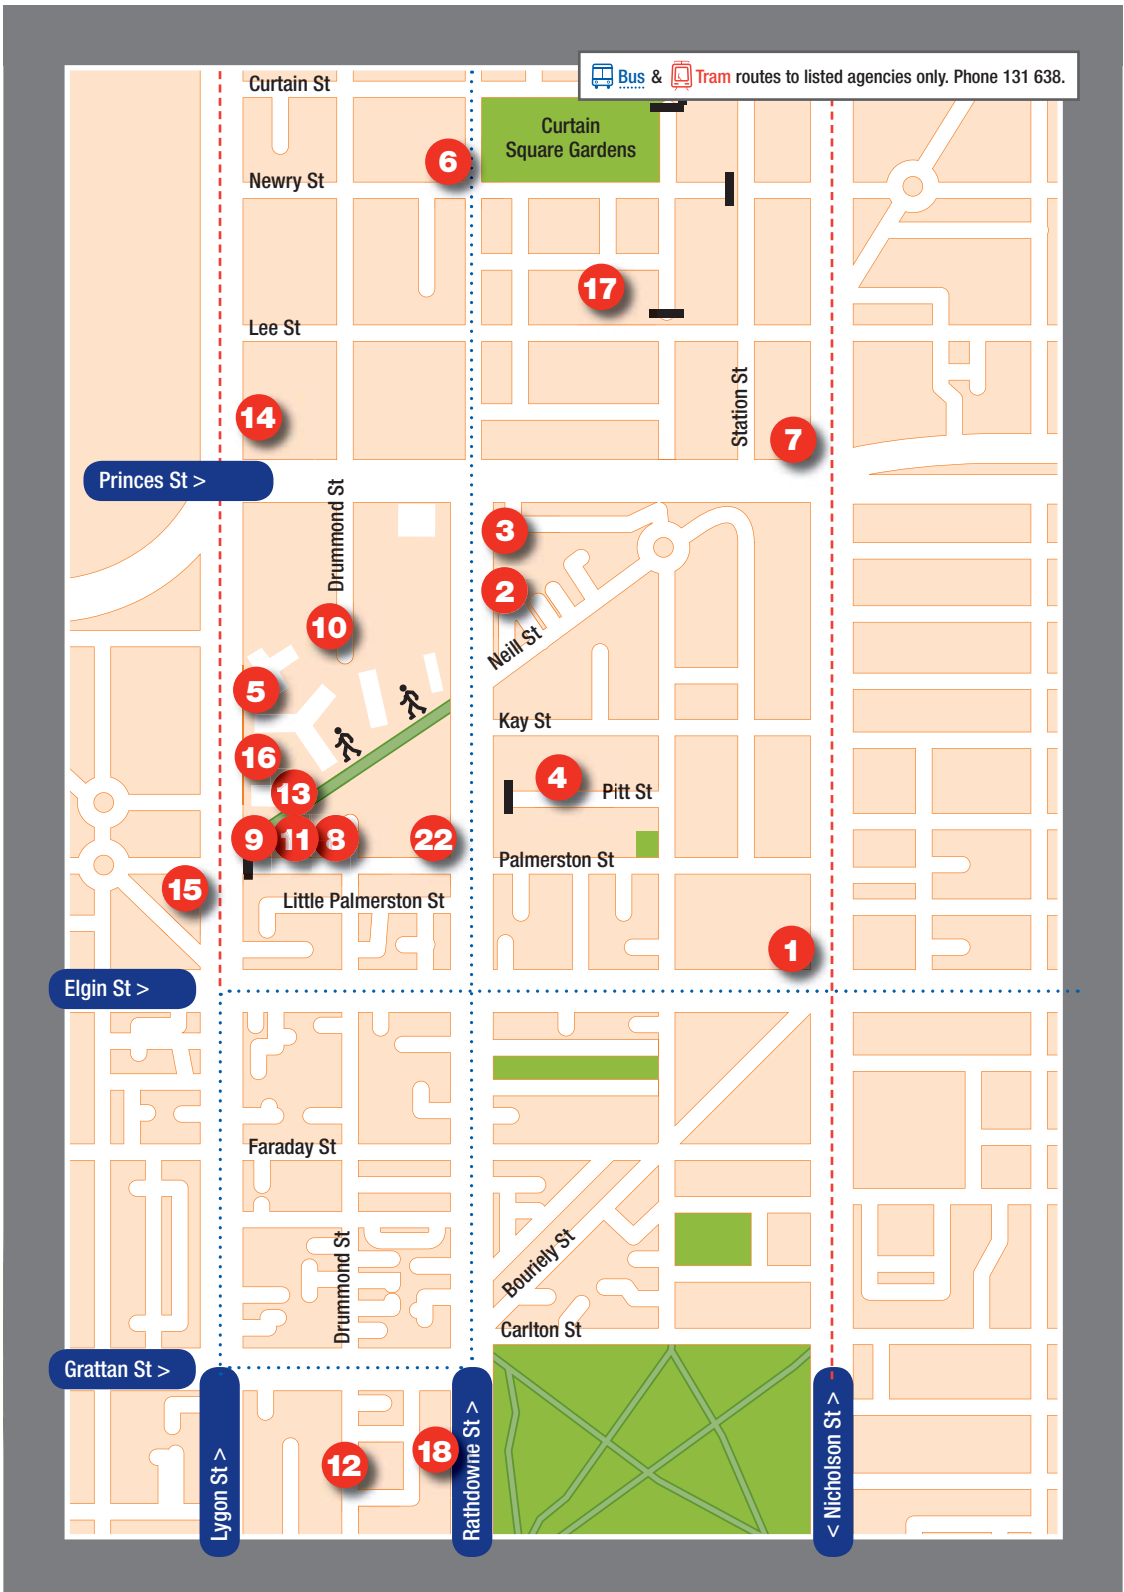 Bus & Tram routes to listed agencies only. Phone 131 638.
Curtain St
Curtain
Square Gardens
6
Newry St
17
Lee St
14
Station St
7
Princes St >
Drummond St
3
2
10
Neill St
5
Kay St
16
4
13
Pitt St
9
11
8
22
Palmerston St
15
Little Palmerston St
1
Elgin St >
Faraday St
Drummond St
Bouriely St
Carlton St
Grattan St >
Lygon St >
Rathdowne St >
< Nicholson St >
18
12